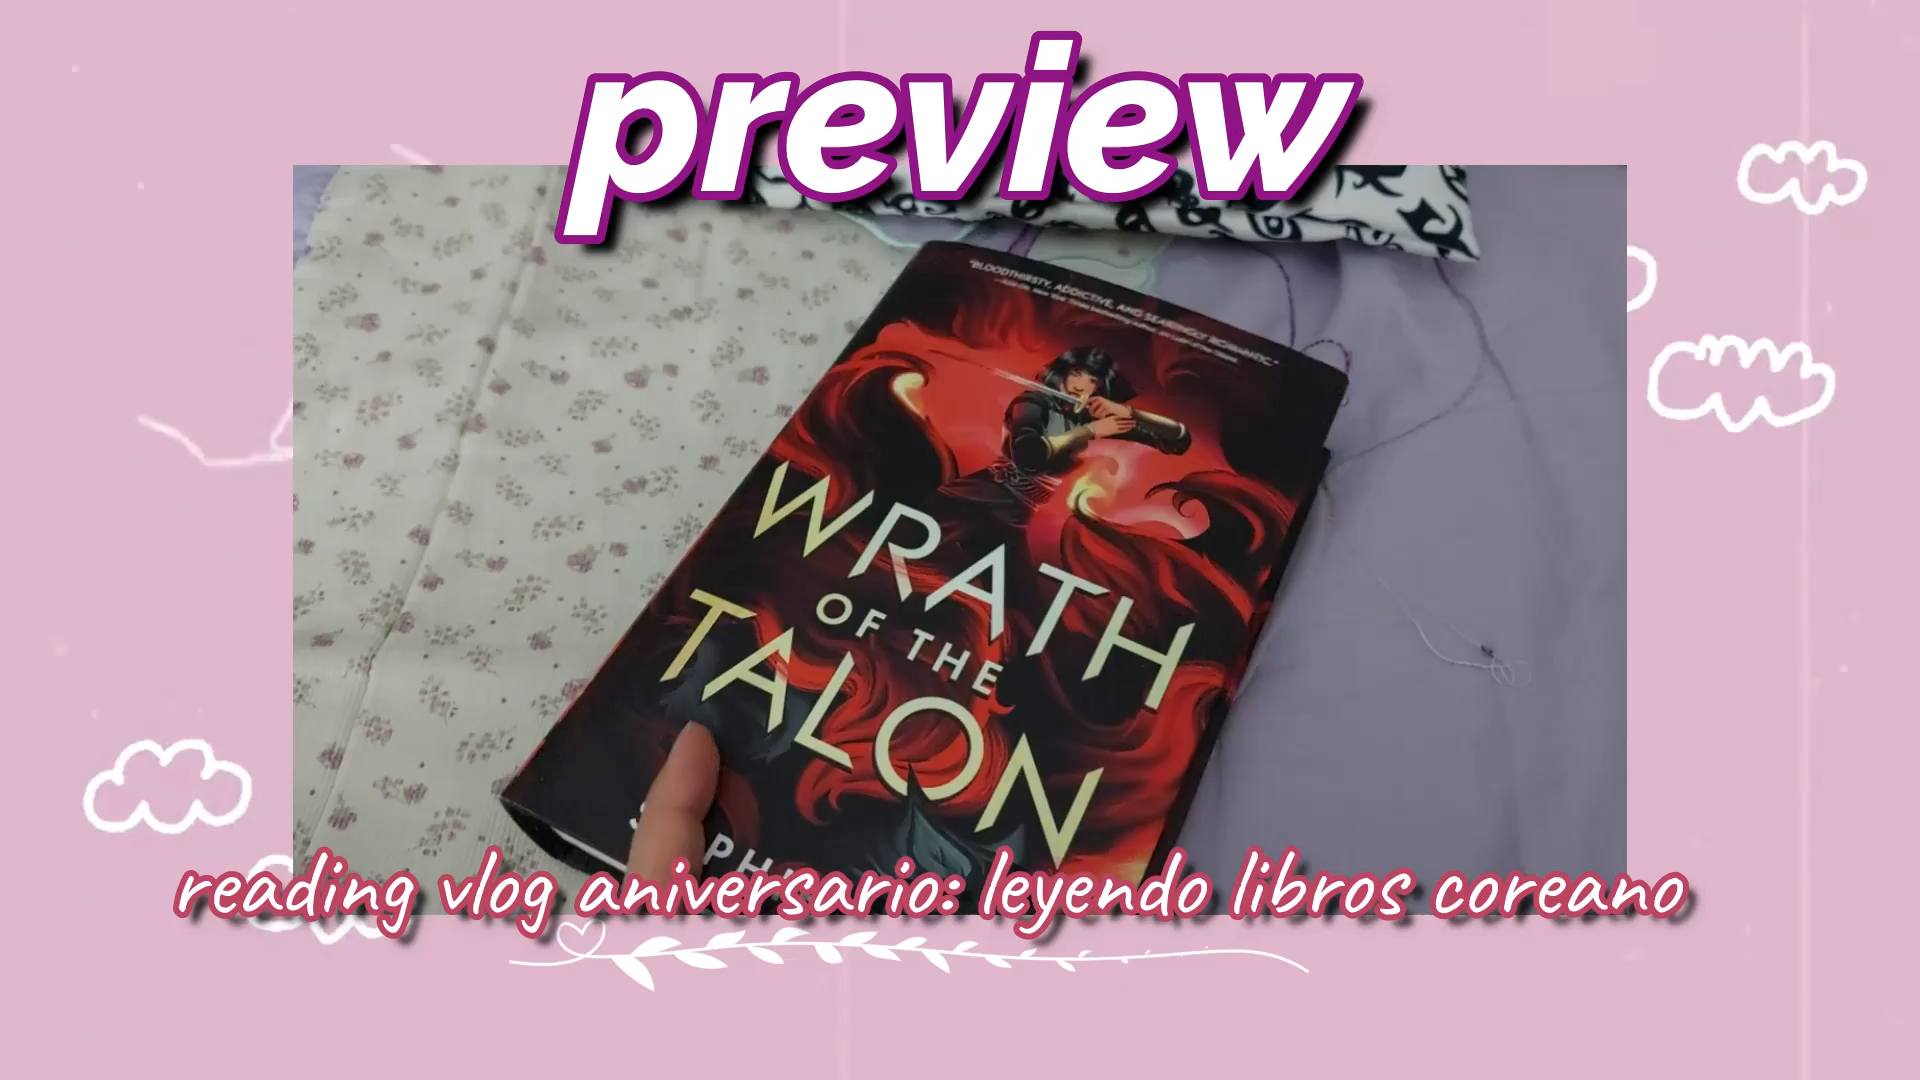 preview
"BLOODTHIRSTY, ADDICTIVE, AND SEARINGLY ROMANTIC."
WRATH
OF THE
TALON
reading vlog aniversario: leyendo libros coreano